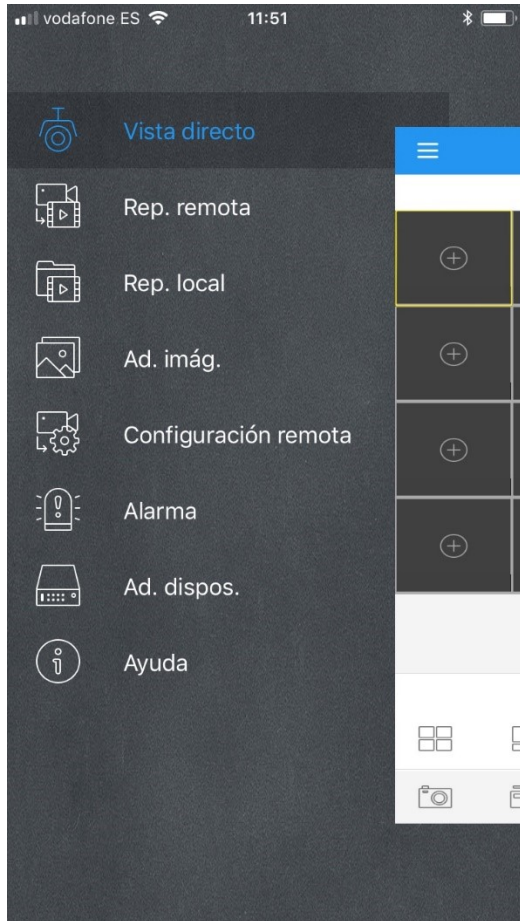 vodafone ES 11:51
Vista directo
Rep. remota
Rep. local
Ad. imág.
Configuración remota
Alarma
Ad. dispos.
Ayuda